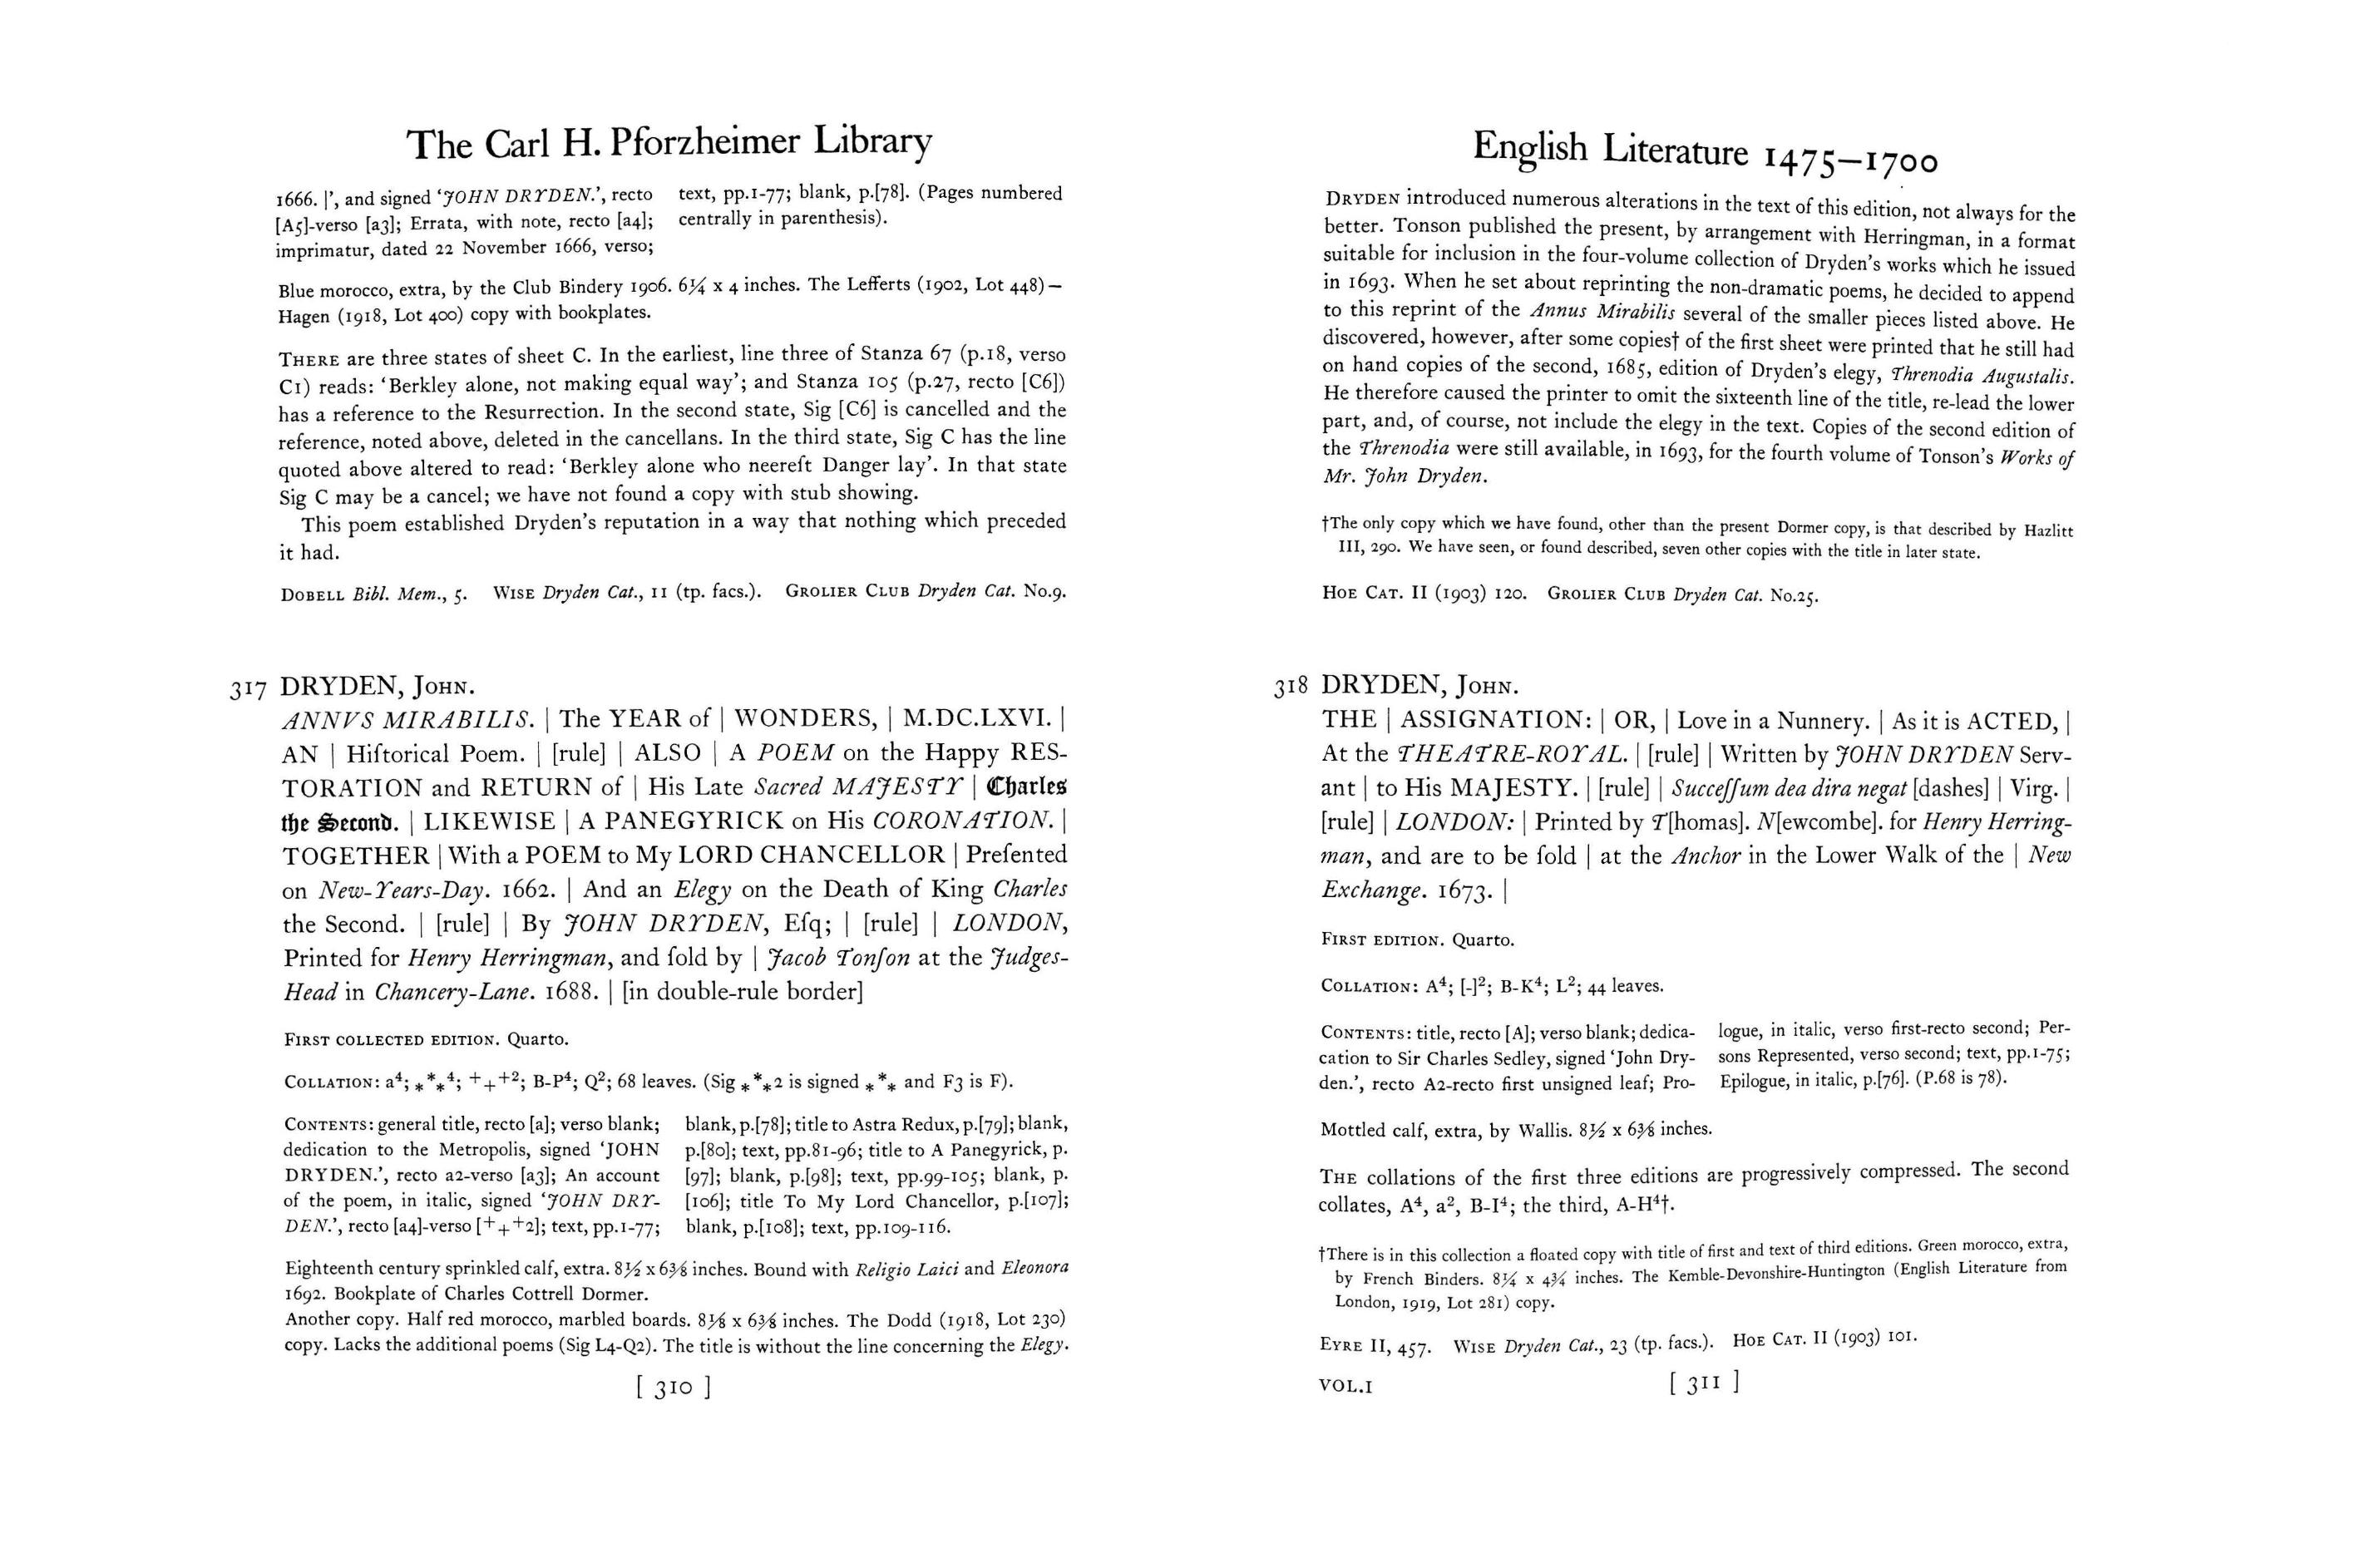 The Carl H. Pforzheimer Library
1666. |’, and signed ‘JOHN DRYDEN.’, recto
[A5]-verso [a3]; Errata, with note, recto [a4];
imprimatur, dated 22 November 1666, verso;
text, pp.1-77; blank, p.[78]. (Pages numbered
centrally in parenthesis).
Blue morocco, extra, by the Club Bindery 1906. 6¼ x 4 inches. The Lefferts (1902, Lot 448)—
Hagen (1918, Lot 400) copy with bookplates.
THERE are three states of sheet C. In the earliest, line three of Stanza 67 (p.18, verso
C1) reads: ‘Berkley alone, not making equal way’; and Stanza 105 (p.27, recto [C6])
has a reference to the Resurrection. In the second state, Sig [C6] is cancelled and the
reference, noted above, deleted in the cancellans. In the third state, Sig C has the line
quoted above altered to read: ‘Berkley alone who neereft Danger lay’. In that state
Sig C may be a cancel; we have not found a copy with stub showing.
This poem established Dryden’s reputation in a way that nothing which preceded
it had.
DOBELL Bibl. Mem., 5. WISE Dryden Cat., 11 (tp. facs.). GROLIER CLUB Dryden Cat. No.9.
317 DRYDEN, JOHN.
ANNVS MIRABILIS. | The YEAR of | WONDERS, | M.DC.LXVI. |
AN | Hiſtorical Poem. | [rule] | ALSO | A POEM on the Happy RES-
TORATION and RETURN of | His Late Sacred MAJESTY | Charles
the Second. | LIKEWISE | A PANEGYRICK on His CORONATION. |
TOGETHER | With a POEM to My LORD CHANCELLOR | Preſented
on New-Years-Day. 1662. | And an Elegy on the Death of King Charles
the Second. | [rule] | By JOHN DRYDEN, Eſq; | [rule] | LONDON,
Printed for Henry Herringman, and ſold by | Jacob Tonſon at the Judges-
Head in Chancery-Lane. 1688. | [in double-rule border]
FIRST COLLECTED EDITION. Quarto.
COLLATION: a⁴; ⁎*⁎⁴; ⁺₊⁺²; B-P⁴; Q²; 68 leaves. (Sig ⁎*⁎2 is signed ⁎*⁎ and F3 is F).
CONTENTS: general title, recto [a]; verso blank;
dedication to the Metropolis, signed ‘JOHN
DRYDEN.’, recto a2-verso [a3]; An account
of the poem, in italic, signed ‘JOHN DRY-
DEN.’, recto [a4]-verso [⁺₊⁺2]; text, pp.1-77;
blank, p.[78]; title to Astra Redux, p.[79]; blank,
p.[80]; text, pp.81-96; title to A Panegyrick, p.
[97]; blank, p.[98]; text, pp.99-105; blank, p.
[106]; title To My Lord Chancellor, p.[107];
blank, p.[108]; text, pp.109-116.
Eighteenth century sprinkled calf, extra. 8½ x 6⅜ inches. Bound with Religio Laici and Eleonora
1692. Bookplate of Charles Cottrell Dormer.
Another copy. Half red morocco, marbled boards. 8⅛ x 6⅜ inches. The Dodd (1918, Lot 230)
copy. Lacks the additional poems (Sig L4-Q2). The title is without the line concerning the Elegy.
[ 310 ]
English Literature 1475—1700
DRYDEN introduced numerous alterations in the text of this edition, not always for the
better. Tonson published the present, by arrangement with Herringman, in a format
suitable for inclusion in the four-volume collection of Dryden’s works which he issued
in 1693. When he set about reprinting the non-dramatic poems, he decided to append
to this reprint of the Annus Mirabilis several of the smaller pieces listed above. He
discovered, however, after some copies† of the first sheet were printed that he still had
on hand copies of the second, 1685, edition of Dryden’s elegy, Threnodia Augustalis.
He therefore caused the printer to omit the sixteenth line of the title, re-lead the lower
part, and, of course, not include the elegy in the text. Copies of the second edition of
the Threnodia were still available, in 1693, for the fourth volume of Tonson’s Works of
Mr. John Dryden.
†The only copy which we have found, other than the present Dormer copy, is that described by Hazlitt
III, 290. We have seen, or found described, seven other copies with the title in later state.
HOE CAT. II (1903) 120. GROLIER CLUB Dryden Cat. No.25.
318 DRYDEN, JOHN.
THE | ASSIGNATION: | OR, | Love in a Nunnery. | As it is ACTED, |
At the THEATRE-ROYAL. | [rule] | Written by JOHN DRYDEN Serv-
ant | to His MAJESTY. | [rule] | Succeſſum dea dira negat [dashes] | Virg. |
[rule] | LONDON: | Printed by T[homas]. N[ewcombe]. for Henry Herring-
man, and are to be ſold | at the Anchor in the Lower Walk of the | New
Exchange. 1673. |
FIRST EDITION. Quarto.
COLLATION: A⁴; [-]²; B-K⁴; L²; 44 leaves.
CONTENTS: title, recto [A]; verso blank; dedica-
cation to Sir Charles Sedley, signed ‘John Dry-
den.’, recto A2-recto first unsigned leaf; Pro-
logue, in italic, verso first-recto second; Per-
sons Represented, verso second; text, pp.1-75;
Epilogue, in italic, p.[76]. (P.68 is 78).
Mottled calf, extra, by Wallis. 8½ x 6⅜ inches.
THE collations of the first three editions are progressively compressed. The second
collates, A⁴, a², B-I⁴; the third, A-H⁴†.
†There is in this collection a floated copy with title of first and text of third editions. Green morocco, extra,
by French Binders. 8¼ x 4¾ inches. The Kemble-Devonshire-Huntington (English Literature from
London, 1919, Lot 281) copy.
EYRE II, 457. WISE Dryden Cat., 23 (tp. facs.). HOE CAT. II (1903) 101.
VOL.I
[ 311 ]